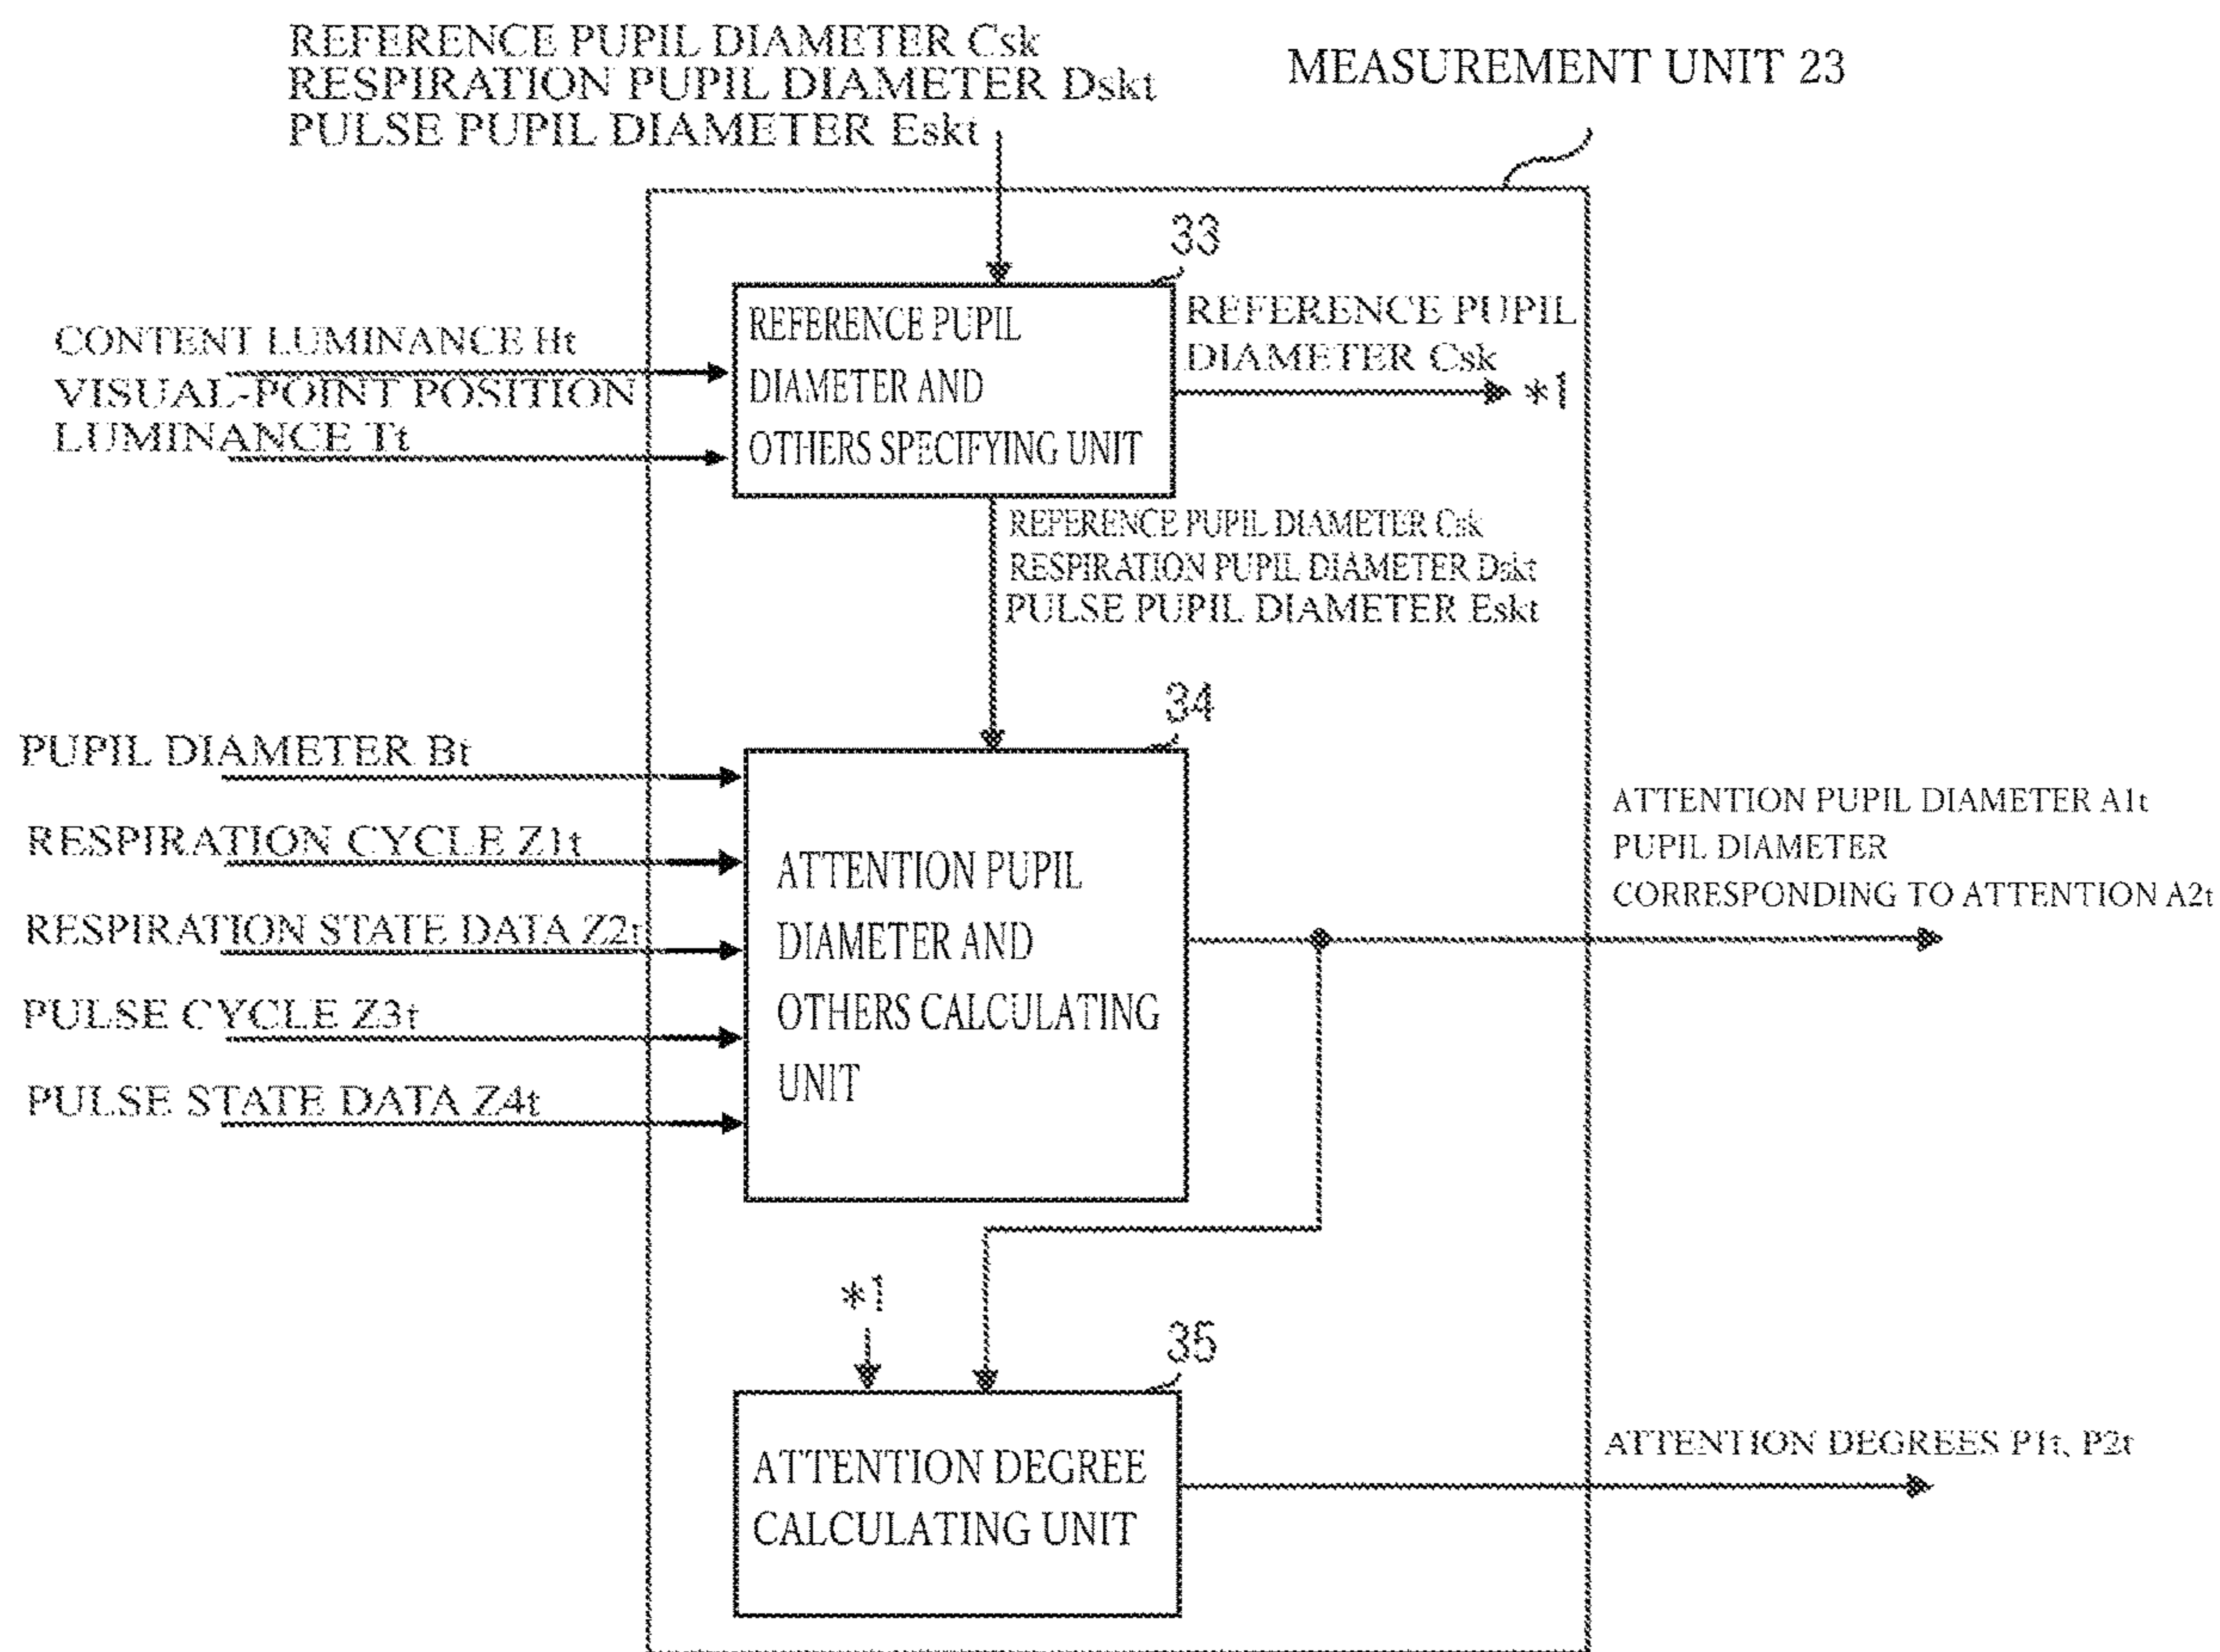 REFERENCE PUPIL DIAMETER Csk
RESPIRATION PUPIL DIAMETER Dskt
PULSE PUPIL DIAMETER Eskt
MEASUREMENT UNIT 23
33
REFERENCE PUPIL
DIAMETER AND
OTHERS SPECIFYING UNIT
REFERENCE PUPIL
DIAMETER Csk
*1
CONTENT LUMINANCE Ht
VISUAL-POINT POSITION
LUMINANCE Tt
REFERENCE PUPIL DIAMETER Csk
RESPIRATION PUPIL DIAMETER Dskt
PULSE PUPIL DIAMETER Eskt
34
PUPIL DIAMETER Bt
RESPIRATION CYCLE Z1t
RESPIRATION STATE DATA Z2t
PULSE CYCLE Z3t
PULSE STATE DATA Z4t
ATTENTION PUPIL
DIAMETER AND
OTHERS CALCULATING
UNIT
ATTENTION PUPIL DIAMETER A1t
PUPIL DIAMETER
CORRESPONDING TO ATTENTION A2t
*1
35
ATTENTION DEGREE
CALCULATING UNIT
ATTENTION DEGREES P1t, P2t